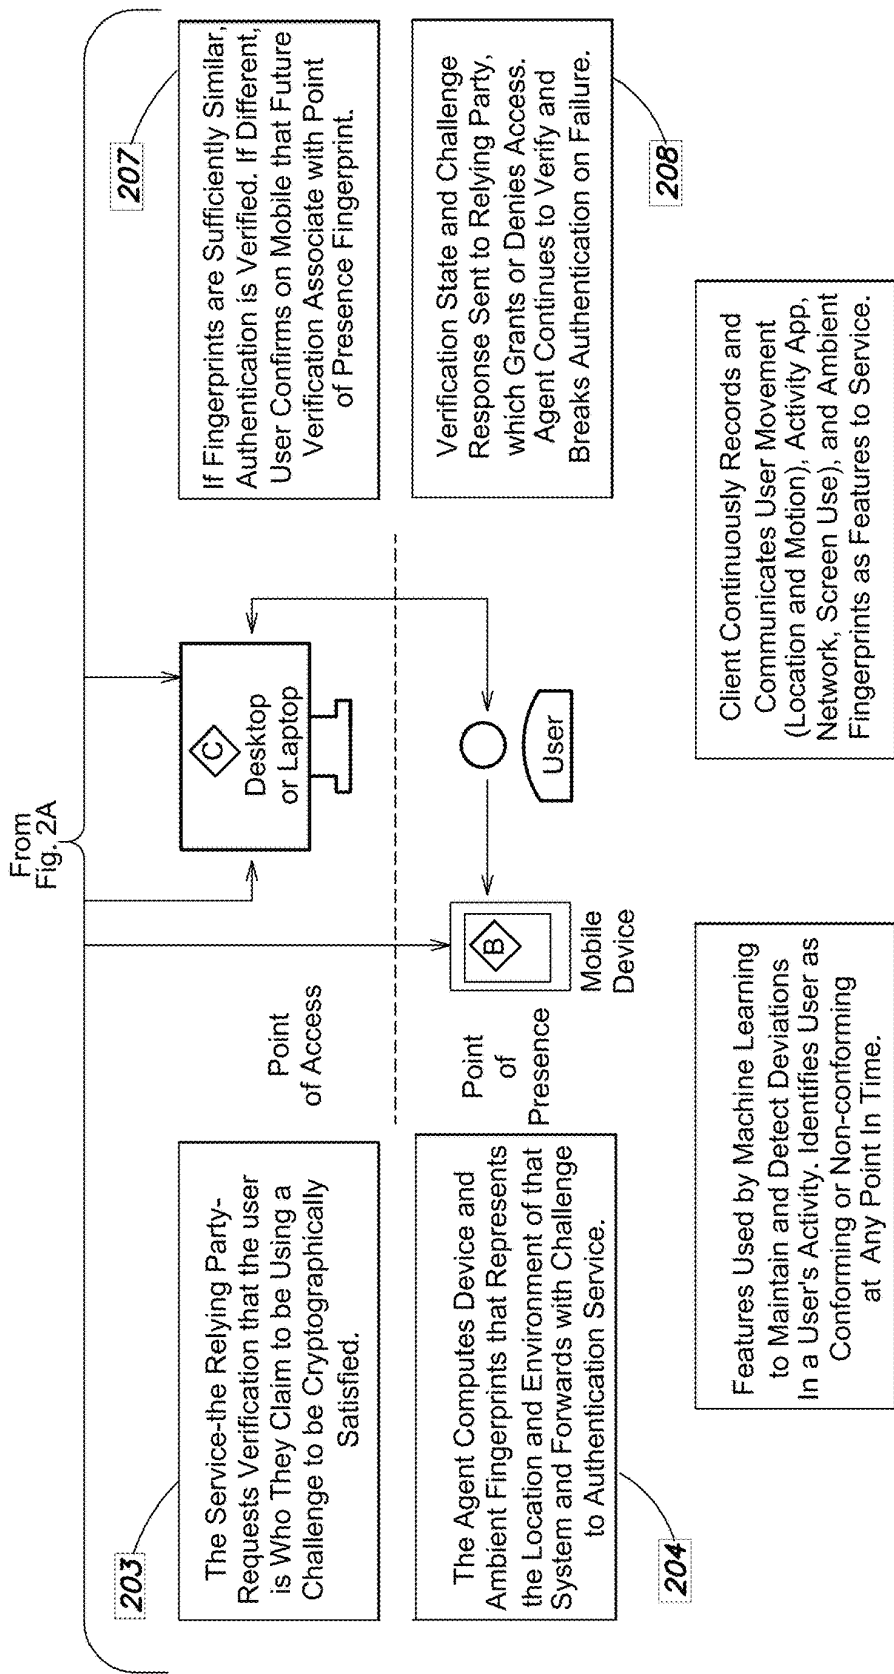 From
Fig. 2A
203
The Service-the Relying Party-
Requests Verification that the user
is Who They Claim to be Using a
Challenge to be Cryptographically
Satisfied.
204
The Agent Computes Device and
Ambient Fingerprints that Represents
the Location and Environment of that
System and Forwards with Challenge
to Authentication Service.
Point
of Access
Point
of
Presence
B
Mobile
Device
C
Desktop
or Laptop
User
207
If Fingerprints are Sufficiently Similar,
Authentication is Verified. If Different,
User Confirms on Mobile that Future
Verification Associate with Point
of Presence Fingerprint.
208
Verification State and Challenge
Response Sent to Relying Party,
which Grants or Denies Access.
Agent Continues to Verify and
Breaks Authentication on Failure.
Features Used by Machine Learning
to Maintain and Detect Deviations
In a User's Activity. Identifies User as
Conforming or Non-conforming
at Any Point In Time.
Client Continuously Records and
Communicates User Movement
(Location and Motion), Activity App,
Network, Screen Use), and Ambient
Fingerprints as Features to Service.